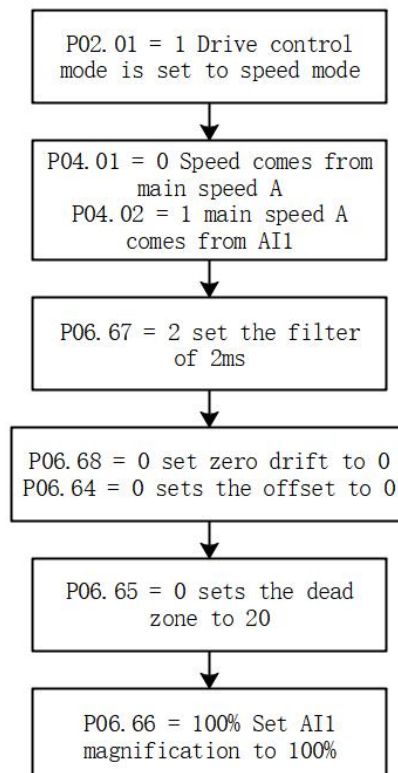 P02.01 = 1 Drive control
mode is set to speed mode
P04.01 = 0 Speed comes from
main speed A
P04.02 = 1 main speed A
comes from AI1
P06.67 = 2 set the filter
of 2ms
P06.68 = 0 set zero drift to 0
P06.64 = 0 sets the offset to 0
P06.65 = 0 sets the dead
zone to 20
P06.66 = 100% Set AI1
magnification to 100%